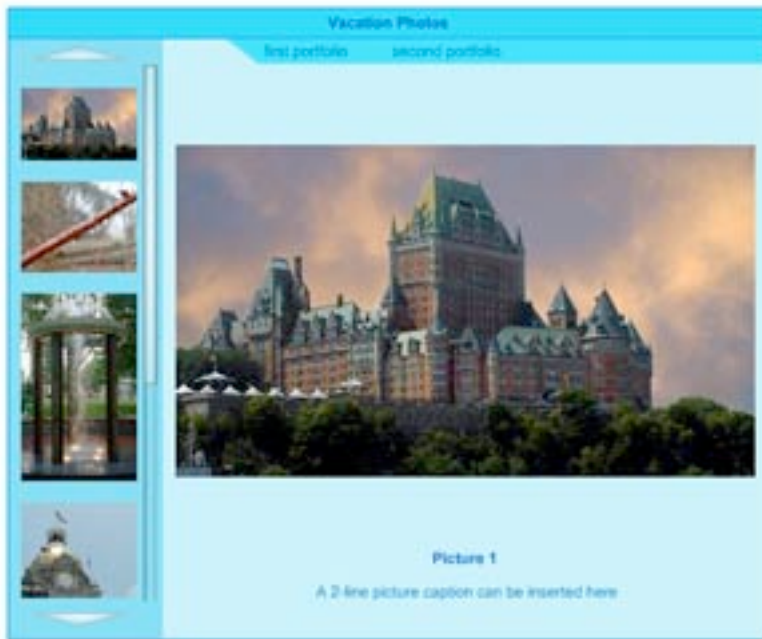 Vacation Photos
first portfolio second portfolio
Picture 1
A 2-line picture caption can be inserted here